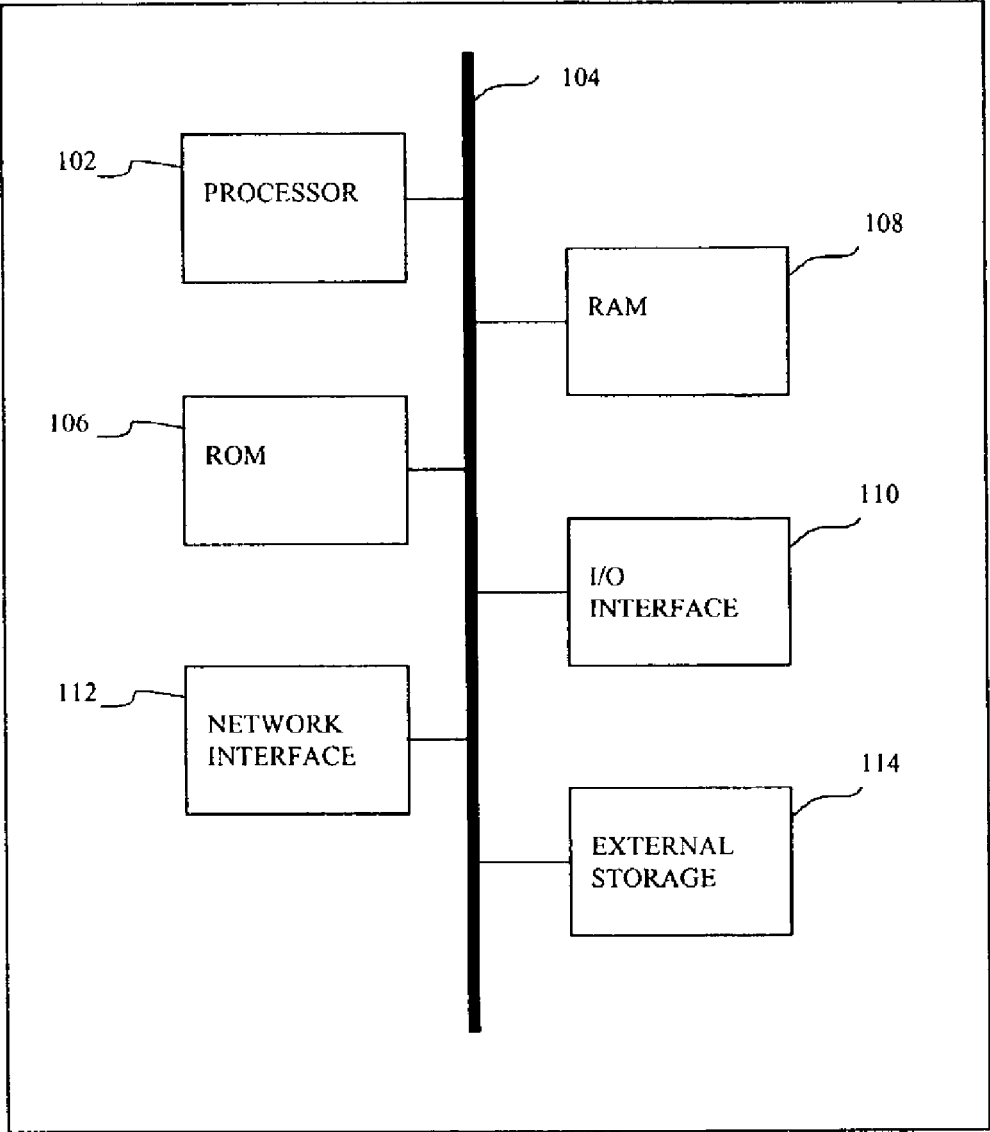 104
102
PROCESSOR
108
RAM
106
ROM
110
I/O
INTERFACE
112
NETWORK
INTERFACE
114
EXTERNAL
STORAGE